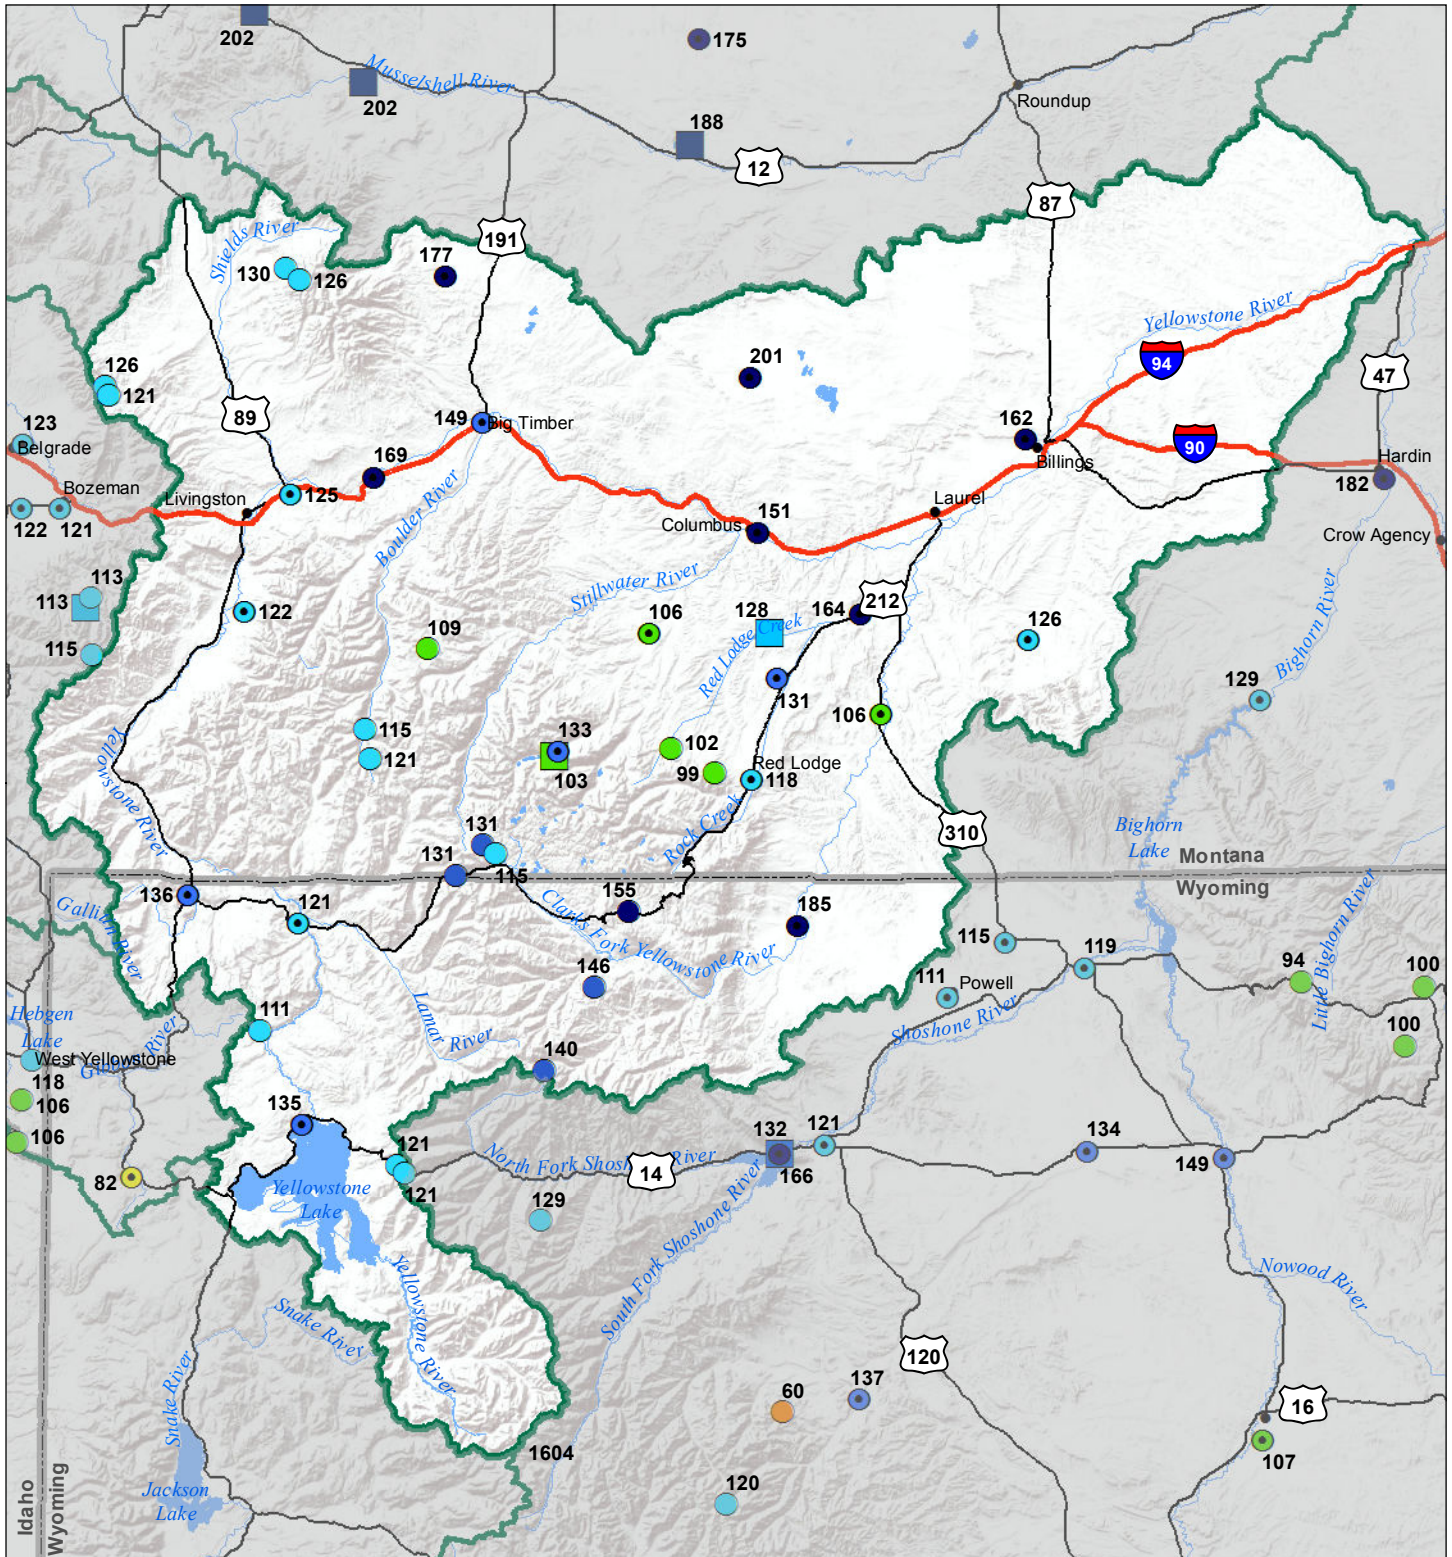 202
175
Musselshell River
202
Roundup
188
12
87
191
Shields River
177
130
126
Yellowstone River
94
201
47
126
121
89
149
Big Timber
123
Belgrade
162
90
Billings
Hardin
169
182
Bozeman
Livingston
125
Laurel
122
121
Columbus
151
Crow Agency
Boulder River
Stillwater River
113
113
122
106
128
164
212
Red Lodge Creek
126
Bighorn River
109
115
129
131
115
106
Yellowstone River
121
133
103
102
99
Red Lodge
118
131
Rock Creek
310
Bighorn
Lake
Montana
Wyoming
131
115
136
155
Gallatin River
121
Clarks Fork Yellowstone River
185
Little Bighorn River
115
119
94
100
146
111
Powell
Shoshone River
Hebgen
Lake
111
Lamar River
100
West Yellowstone
Gibbon River
140
118
106
135
106
121
132
121
134
149
North Fork Shoshone River
14
166
82
121
Yellowstone
Lake
129
South Fork Shoshone River
Yellowstone River
Nowood River
Snake River
Snake River
120
60
137
16
107
1604
Jackson
Lake
120
Idaho
Wyoming